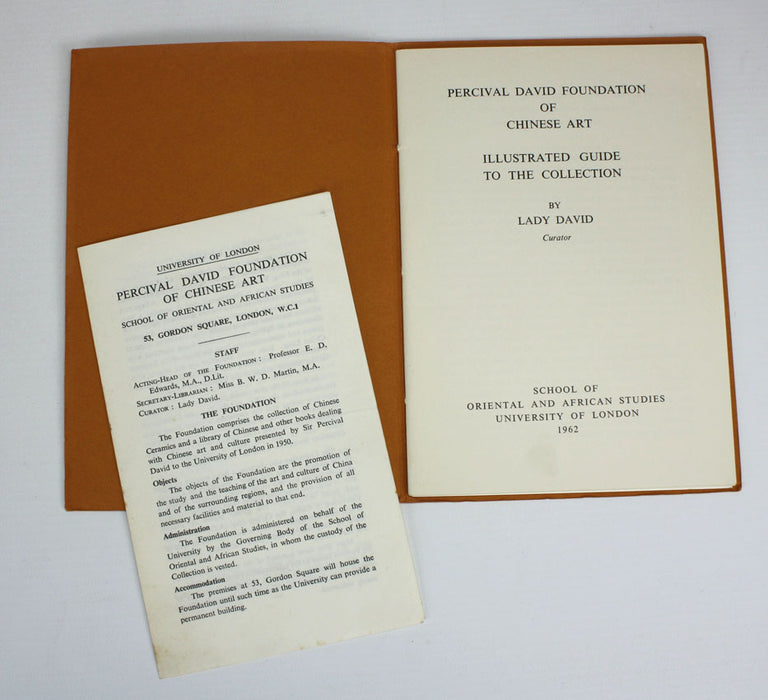 UNIVERSITY OF LONDON
PERCIVAL DAVID FOUNDATION
OF CHINESE ART
SCHOOL OF ORIENTAL AND AFRICAN STUDIES
53, GORDON SQUARE, LONDON, W.C.1
STAFF
ACTING-HEAD OF THE FOUNDATION: Professor E. D.
Edwards, M.A., D.Lit.
SECRETARY-LIBRARIAN: Miss B. W. D. Martin, M.A.
CURATOR: Lady David.
THE FOUNDATION
The Foundation comprises the collection of Chinese
Ceramics and a library of Chinese and other books dealing
with Chinese art and culture presented by Sir Percival
David to the University of London in 1950.
Objects
The objects of the Foundation are the promotion of
the study and the teaching of the art and culture of China
and of the surrounding regions, and the provision of all
necessary facilities and material to that end.
Administration
The Foundation is administered on behalf of the
University by the Governing Body of the School of
Oriental and African Studies, in whom the custody of the
Collection is vested.
Accommodation
The premises at 53, Gordon Square will house the
Foundation until such time as the University can provide a
permanent building.
PERCIVAL DAVID FOUNDATION
OF
CHINESE ART
ILLUSTRATED GUIDE
TO THE COLLECTION
BY
LADY DAVID
Curator
SCHOOL OF
ORIENTAL AND AFRICAN STUDIES
UNIVERSITY OF LONDON
1962